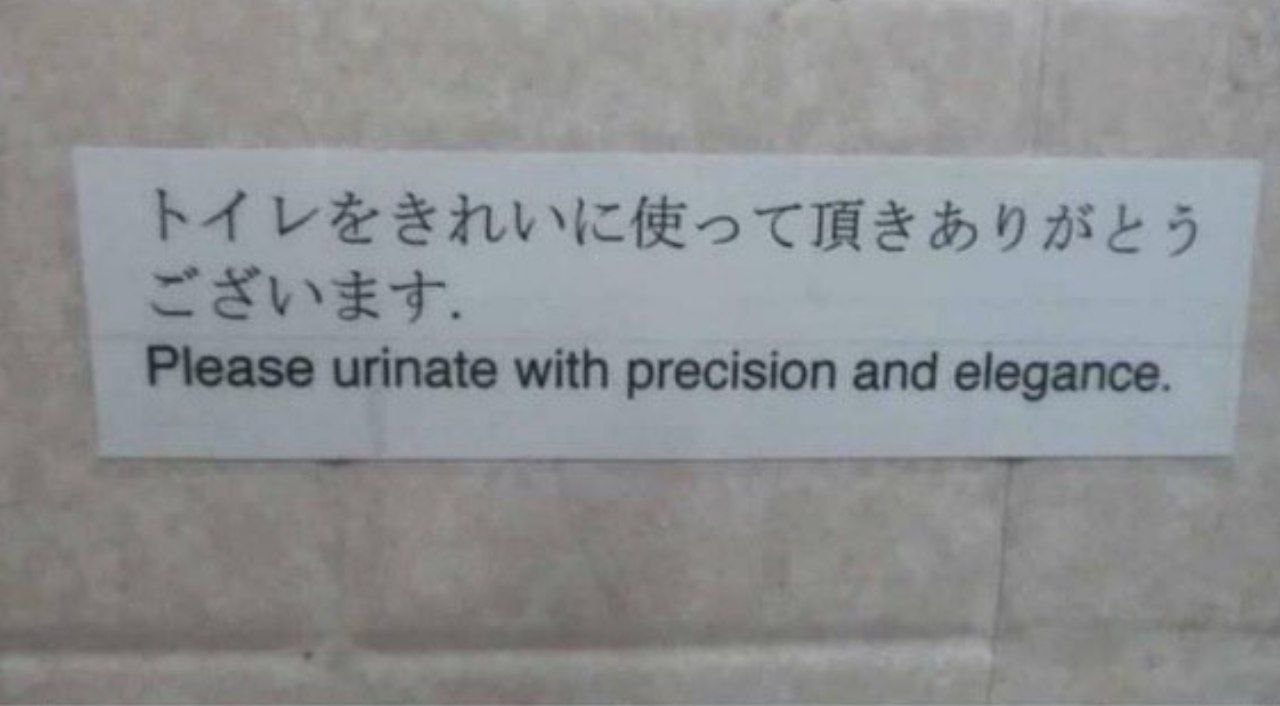 トイレをきれいに使って頂きありがとう
ございます.
Please urinate with precision and elegance.